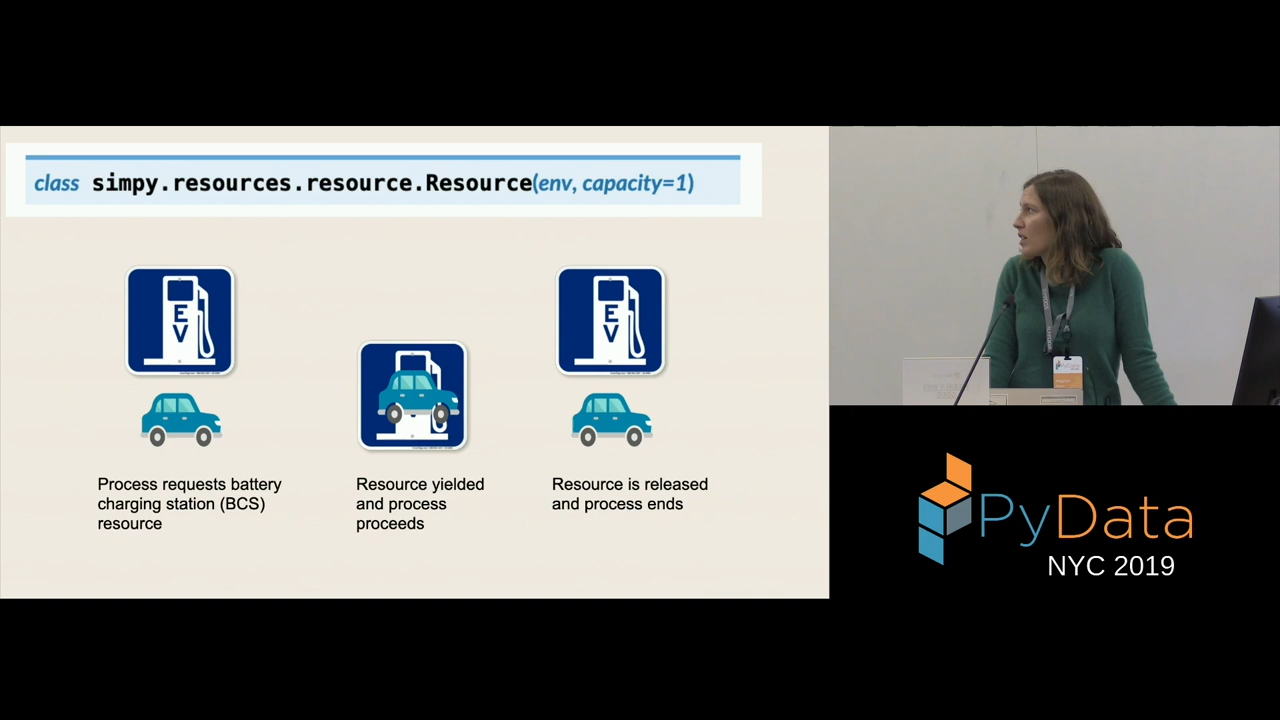 class simpy.resources.resource.Resource(env, capacity=1)
EV
EV
Process requests battery
charging station (BCS)
resource
Resource yielded
and process
proceeds
Resource is released
and process ends
PyData
NYC 2019